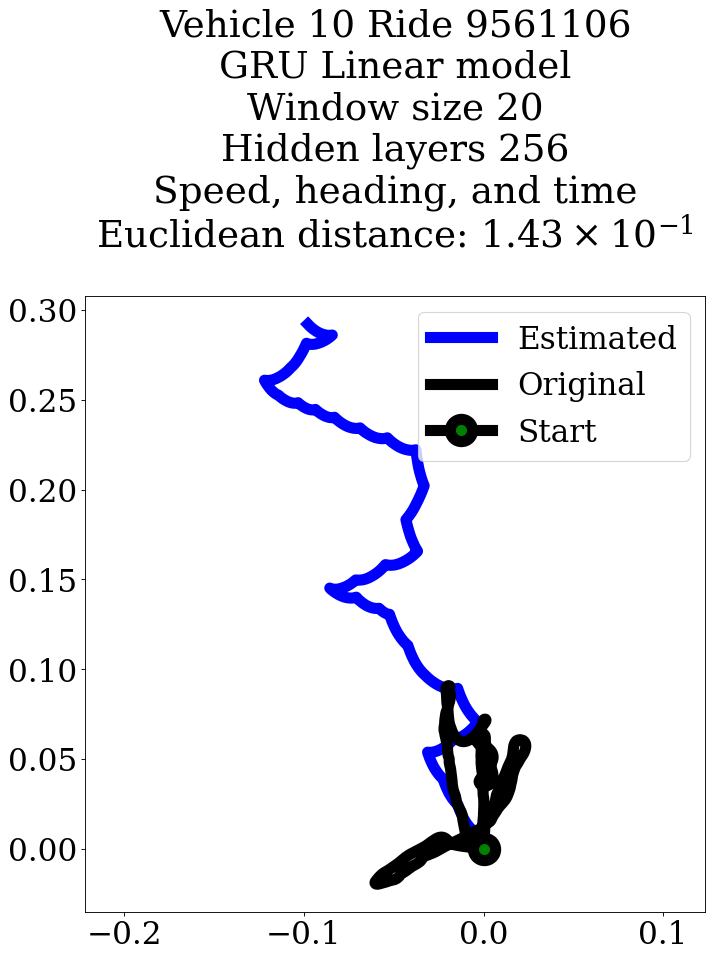 Vehicle 10 Ride 9561106
GRU Linear model
Window size 20
Hidden layers 256
Speed, heading, and time
Euclidean distance: 1.43 × 10⁻¹
0.30
0.25
0.20
0.15
0.10
0.05
0.00
Estimated
Original
Start
−0.2
−0.1
0.0
0.1